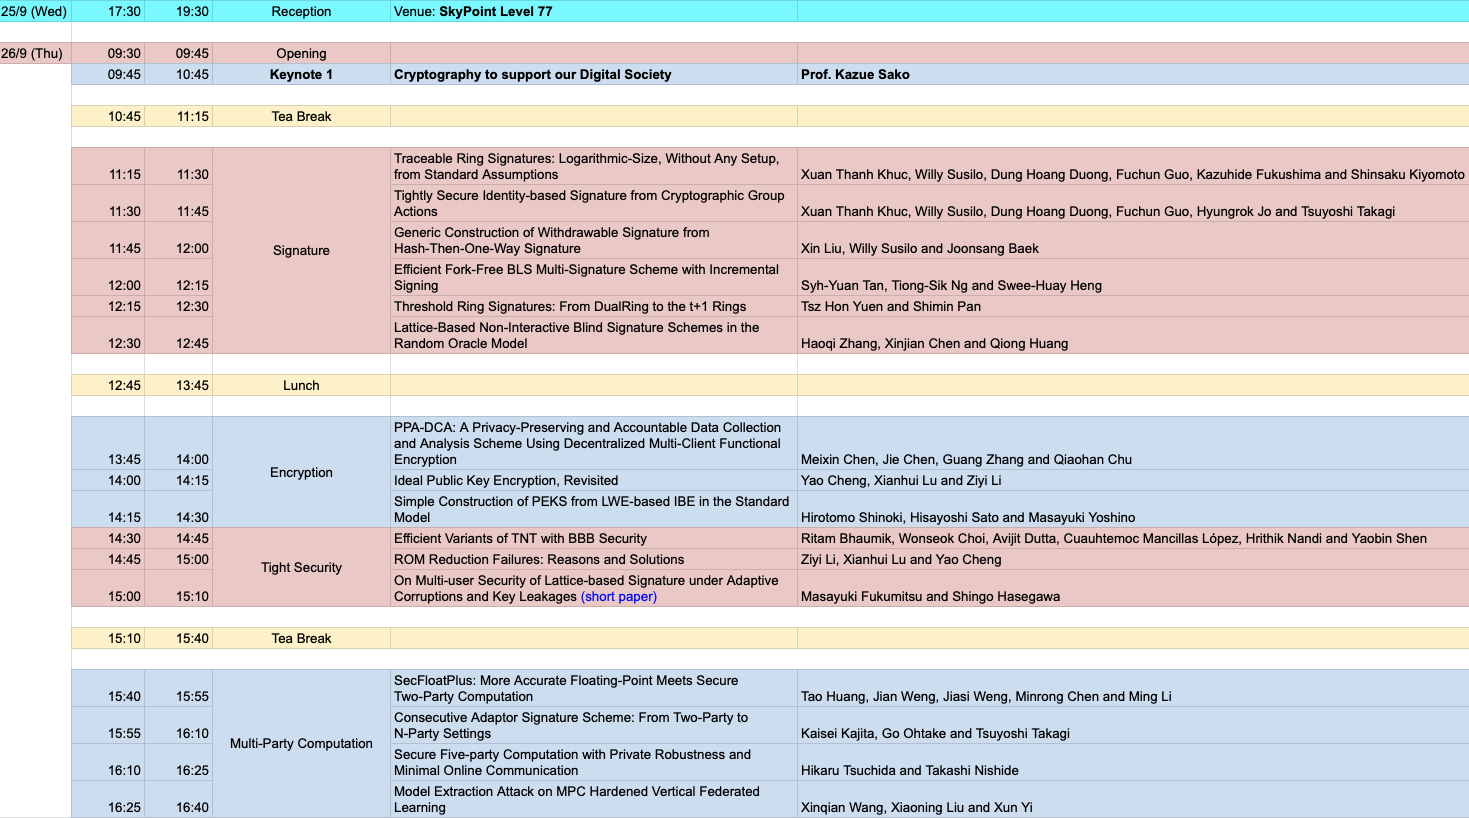 25/9 (Wed) 17:30 19:30 Reception Venue: SkyPoint Level 77
26/9 (Thu) 09:30 09:45 Opening
09:45 10:45 Keynote 1 Cryptography to support our Digital Society Prof. Kazue Sako
10:45 11:15 Tea Break
Signature
Traceable Ring Signatures: Logarithmic-Size, Without Any Setup,
11:15 11:30 from Standard Assumptions Xuan Thanh Khuc, Willy Susilo, Dung Hoang Duong, Fuchun Guo, Kazuhide Fukushima and Shinsaku Kiyomoto
Tightly Secure Identity-based Signature from Cryptographic Group
11:30 11:45 Actions Xuan Thanh Khuc, Willy Susilo, Dung Hoang Duong, Fuchun Guo, Hyungrok Jo and Tsuyoshi Takagi
Generic Construction of Withdrawable Signature from
11:45 12:00 Hash-Then-One-Way Signature Xin Liu, Willy Susilo and Joonsang Baek
Efficient Fork-Free BLS Multi-Signature Scheme with Incremental
12:00 12:15 Signing Syh-Yuan Tan, Tiong-Sik Ng and Swee-Huay Heng
12:15 12:30 Threshold Ring Signatures: From DualRing to the t+1 Rings Tsz Hon Yuen and Shimin Pan
Lattice-Based Non-Interactive Blind Signature Schemes in the
12:30 12:45 Random Oracle Model Haoqi Zhang, Xinjian Chen and Qiong Huang
12:45 13:45 Lunch
Encryption
PPA-DCA: A Privacy-Preserving and Accountable Data Collection
and Analysis Scheme Using Decentralized Multi-Client Functional
13:45 14:00 Encryption Meixin Chen, Jie Chen, Guang Zhang and Qiaohan Chu
14:00 14:15 Ideal Public Key Encryption, Revisited Yao Cheng, Xianhui Lu and Ziyi Li
Simple Construction of PEKS from LWE-based IBE in the Standard
14:15 14:30 Model Hirotomo Shinoki, Hisayoshi Sato and Masayuki Yoshino
Tight Security
14:30 14:45 Efficient Variants of TNT with BBB Security Ritam Bhaumik, Wonseok Choi, Avijit Dutta, Cuauhtemoc Mancillas López, Hrithik Nandi and Yaobin Shen
14:45 15:00 ROM Reduction Failures: Reasons and Solutions Ziyi Li, Xianhui Lu and Yao Cheng
On Multi-user Security of Lattice-based Signature under Adaptive
15:00 15:10 Corruptions and Key Leakages (short paper) Masayuki Fukumitsu and Shingo Hasegawa
15:10 15:40 Tea Break
Multi-Party Computation
SecFloatPlus: More Accurate Floating-Point Meets Secure
15:40 15:55 Two-Party Computation Tao Huang, Jian Weng, Jiasi Weng, Minrong Chen and Ming Li
Consecutive Adaptor Signature Scheme: From Two-Party to
15:55 16:10 N-Party Settings Kaisei Kajita, Go Ohtake and Tsuyoshi Takagi
Secure Five-party Computation with Private Robustness and
16:10 16:25 Minimal Online Communication Hikaru Tsuchida and Takashi Nishide
Model Extraction Attack on MPC Hardened Vertical Federated
16:25 16:40 Learning Xinqian Wang, Xiaoning Liu and Xun Yi